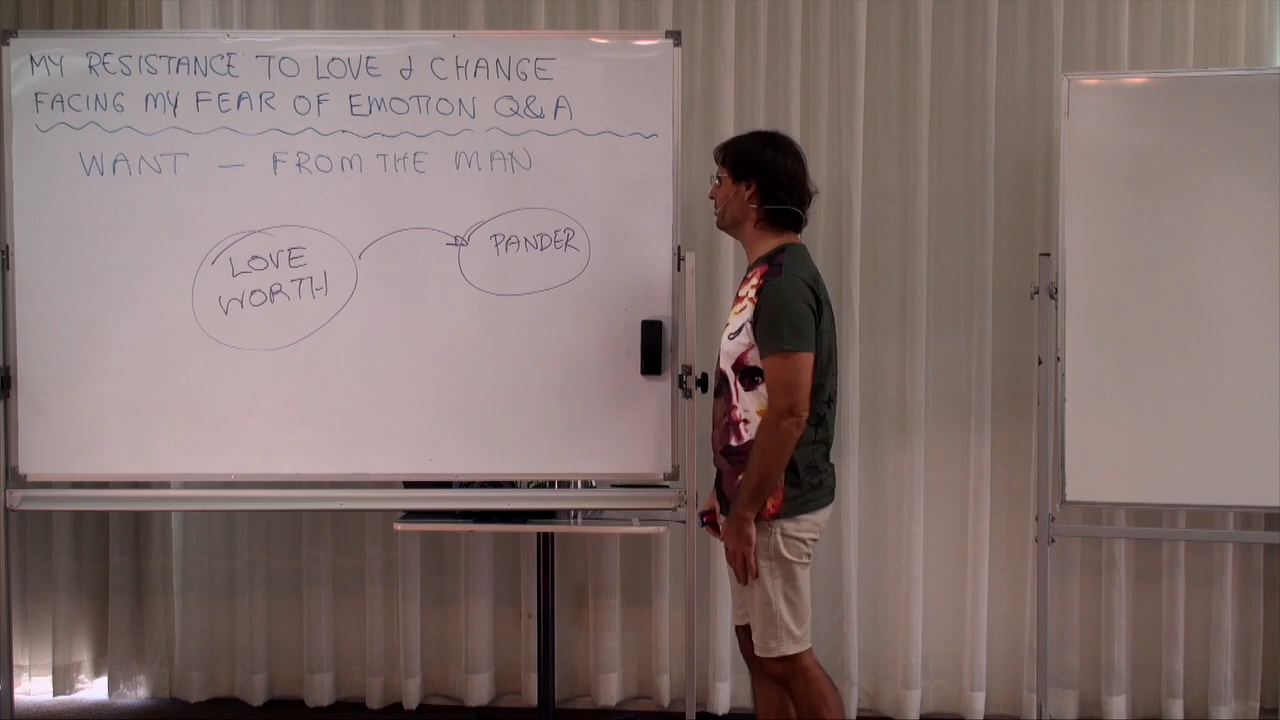 MY RESISTANCE TO LOVE & CHANGE
FACING MY FEAR OF EMOTION Q&A
WANT – FROM THE MAN
LOVE
WORTH
PANDER